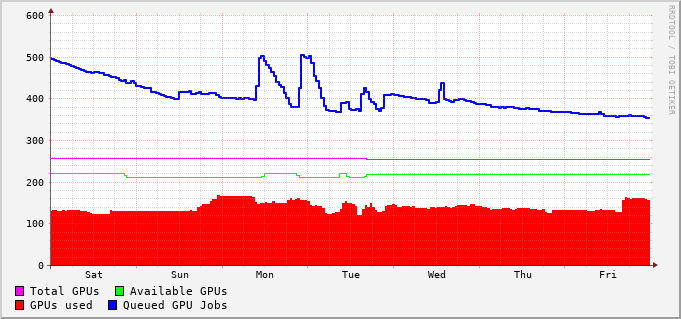 600
500
400
300
200
100
0
Sat Sun Mon Tue Wed Thu Fri
Total GPUs Available GPUs
GPUs used Queued GPU Jobs
RRDTOOL / TOBI OETIKER